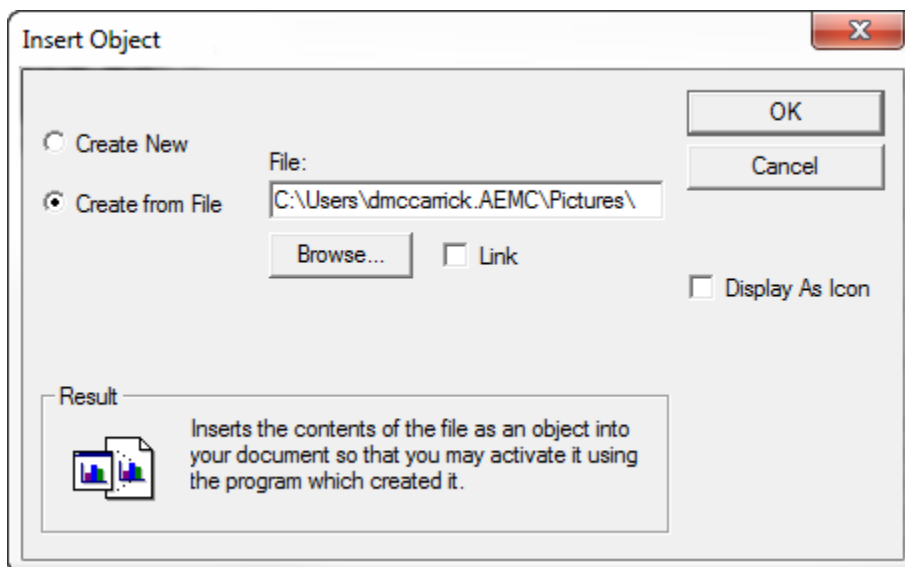 Insert Object
Create New
Create from File
File:
C:\Users\dmccarrick.AEMC\Pictures\
Browse...
Link
OK
Cancel
Display As Icon
Result
Inserts the contents of the file as an object into
your document so that you may activate it using
the program which created it.